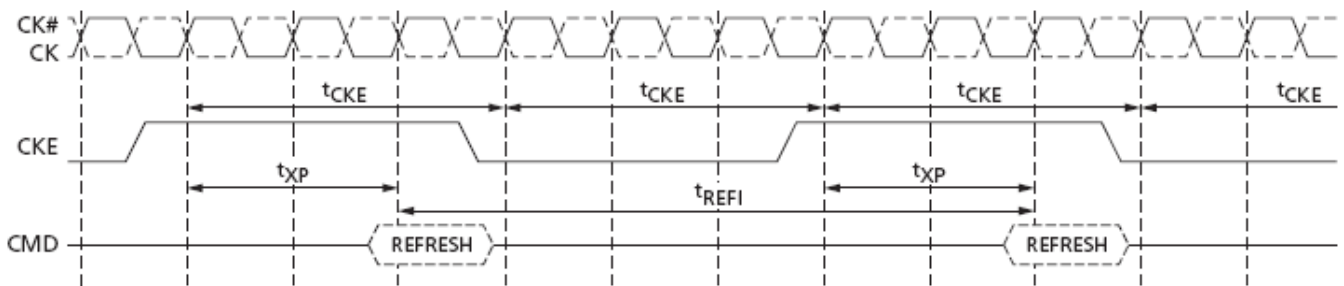 CK#
CK
tCKE tCKE tCKE tCKE
CKE
tXP tXP
tREFI
CMD REFRESH REFRESH